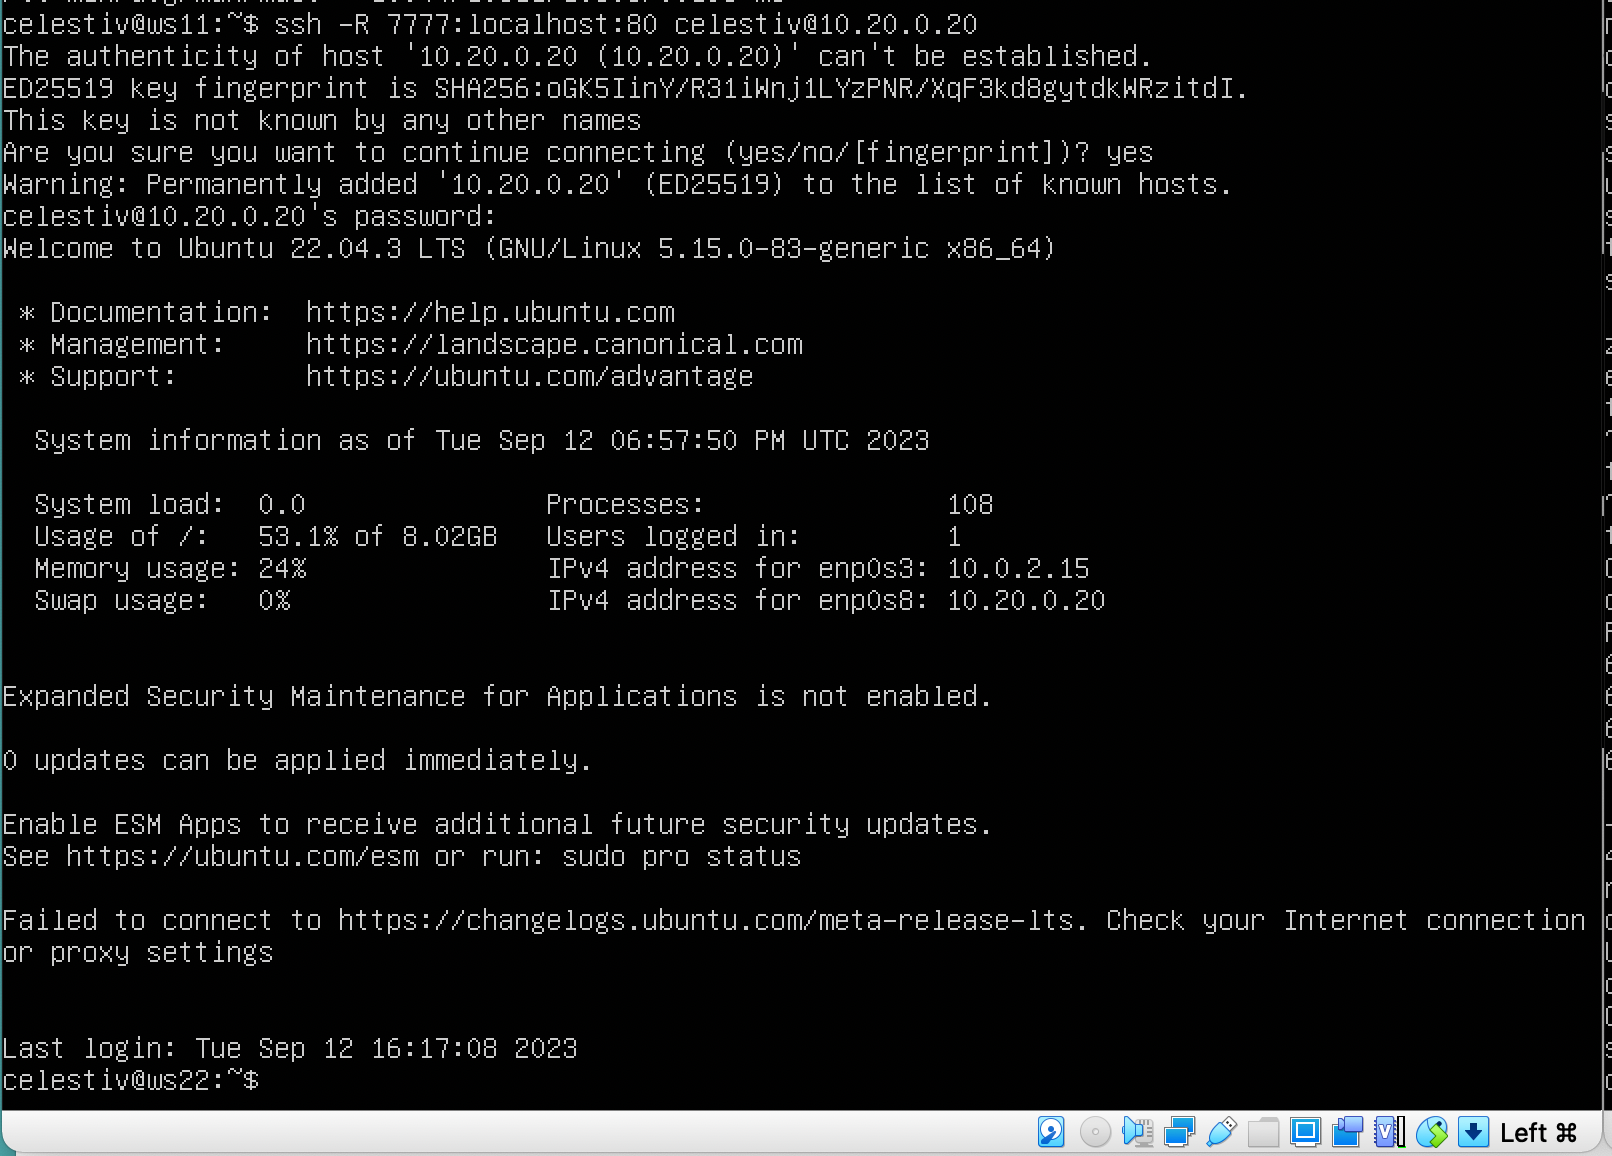 celestiv@ws11:~$ ssh -R 7777:localhost:80 celestiv@10.20.0.20
The authenticity of host '10.20.0.20 (10.20.0.20)' can't be established.
ED25519 key fingerprint is SHA256:oGK5IinY/R31iWnj1LYzPNR/XqF3kd8gytdkWRzitdI.
This key is not known by any other names
Are you sure you want to continue connecting (yes/no/[fingerprint])? yes
Warning: Permanently added '10.20.0.20' (ED25519) to the list of known hosts.
celestiv@10.20.0.20's password:
Welcome to Ubuntu 22.04.3 LTS (GNU/Linux 5.15.0-83-generic x86_64)
* Documentation:  https://help.ubuntu.com
* Management:     https://landscape.canonical.com
* Support:        https://ubuntu.com/advantage
System information as of Tue Sep 12 06:57:50 PM UTC 2023
System load:  0.0               Processes:               108
Usage of /:   53.1% of 8.02GB   Users logged in:         1
Memory usage: 24%               IPv4 address for enp0s3: 10.0.2.15
Swap usage:   0%                IPv4 address for enp0s8: 10.20.0.20
Expanded Security Maintenance for Applications is not enabled.
0 updates can be applied immediately.
Enable ESM Apps to receive additional future security updates.
See https://ubuntu.com/esm or run: sudo pro status
Failed to connect to https://changelogs.ubuntu.com/meta-release-lts. Check your Internet connection
or proxy settings
Last login: Tue Sep 12 16:17:08 2023
celestiv@ws22:~$
Left ⌘